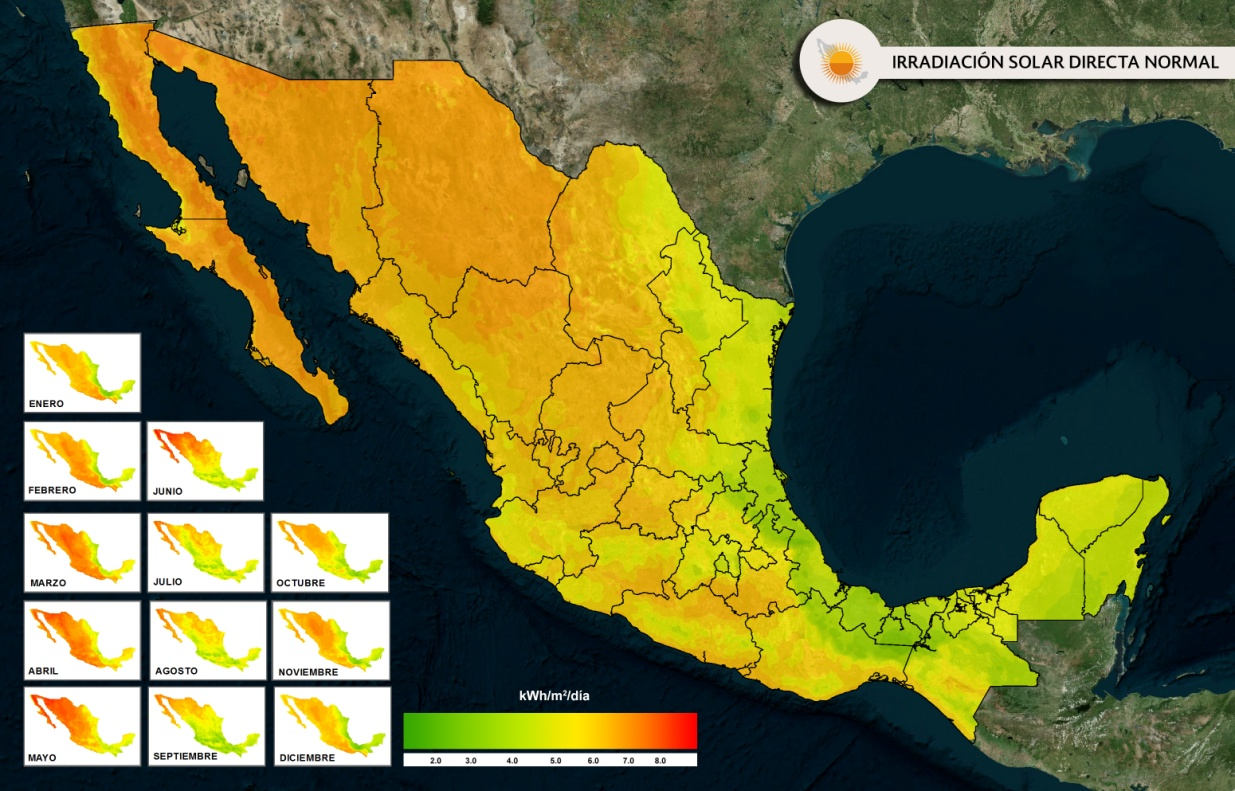 IRRADIACIÓN SOLAR DIRECTA NORMAL
ENERO
FEBRERO
JUNIO
MARZO
JULIO
OCTUBRE
ABRIL
AGOSTO
NOVIEMBRE
MAYO
SEPTIEMBRE
DICIEMBRE
kWh/m²/día
2.0 3.0 4.0 5.0 6.0 7.0 8.0